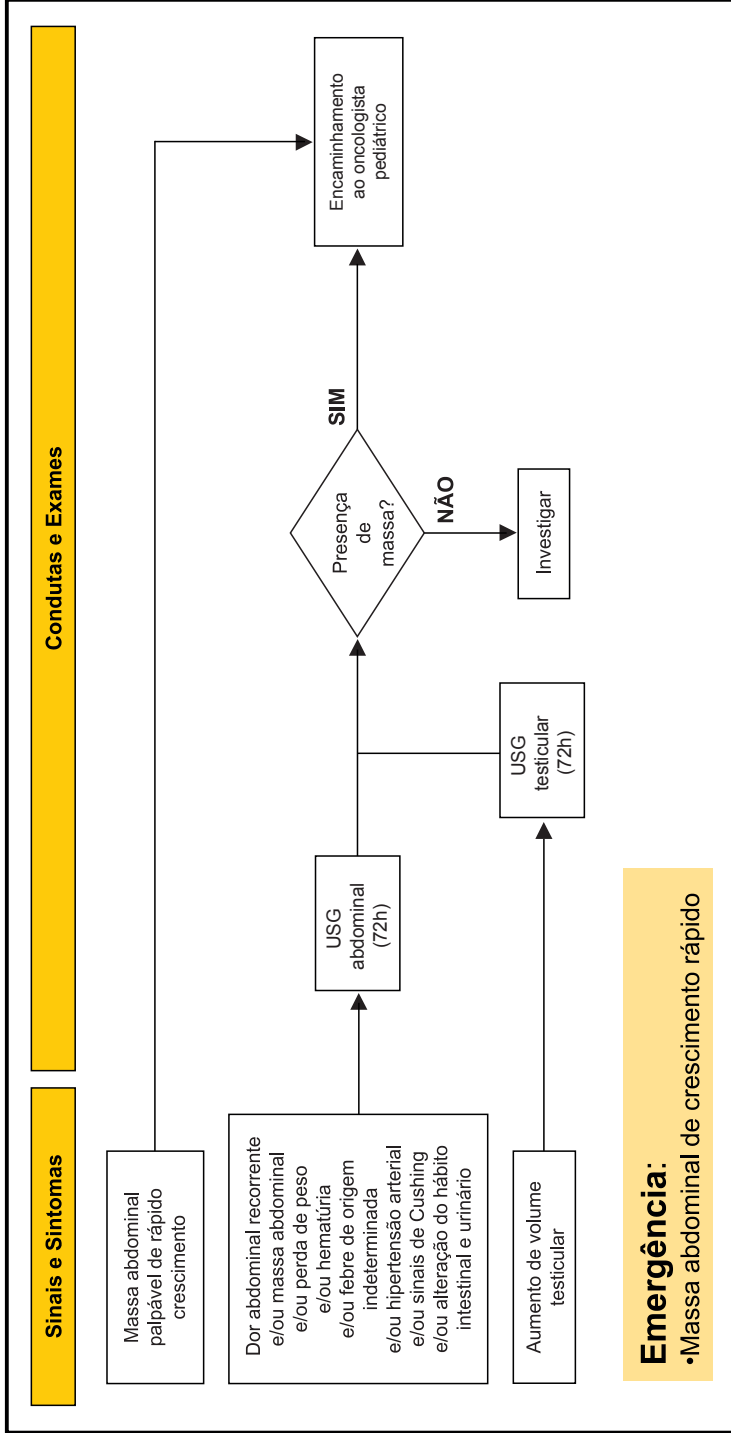 Sinais e Sintomas
Condutas e Exames
Massa abdominal
palpável de rápido
crescimento
Encaminhamento
ao oncologista
pediátrico
Dor abdominal recorrente
e/ou massa abdominal
e/ou perda de peso
e/ou hematúria
e/ou febre de origem
indeterminada
e/ou hipertensão arterial
e/ou sinais de Cushing
e/ou alteração do hábito
intestinal e urinário
USG
abdominal
(72h)
Presença
de
massa?
SIM
NÃO
Investigar
Aumento de volume
testicular
USG
testicular
(72h)
Emergência:
•Massa abdominal de crescimento rápido